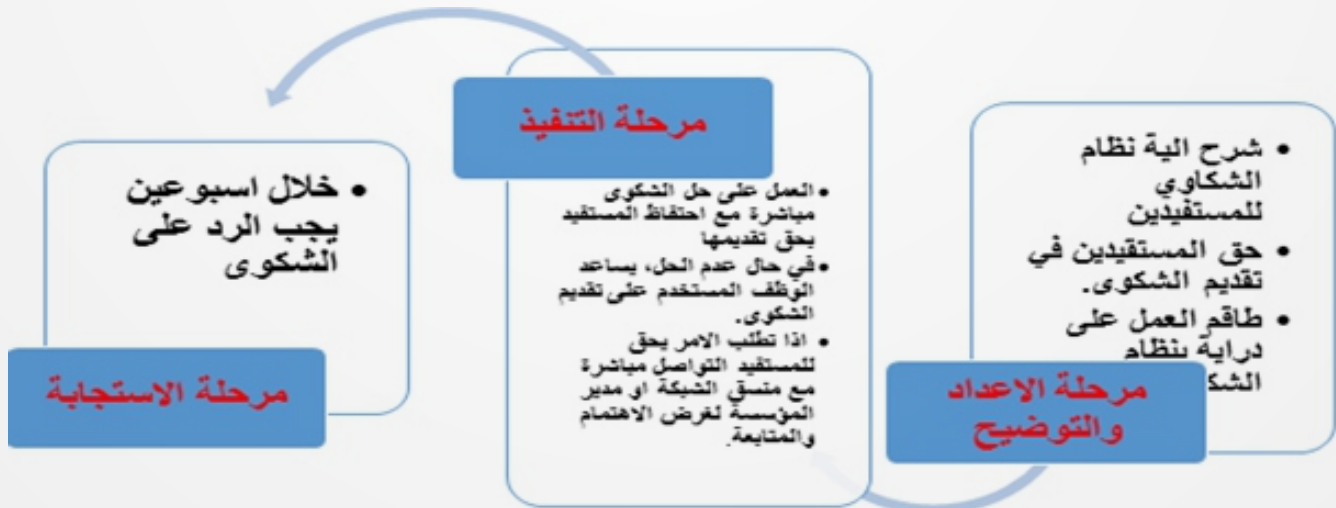 • شرح الية نظام
الشكاوي
للمستفيدين
• حق المستفيدين في
تقديم الشكوى.
• طاقم العمل على
دراية بنظام
مرحلة الاعداد
والتوضيح
مرحلة التنفيذ
• العمل على حل الشكوى
مباشرة مع احتفاظ المستفيد
بحق تقديمها
• في حال عدم الحل، يساعد
الوظف المستخدم على تقديم
الشكوى.
• اذا تطلب الامر يحق
للمستفيد التواصل مباشرة
مع منسق الشبكة او مدير
المؤسسة لغرض الاهتمام
والمتابعة.
• خلال اسبوعين
يجب الرد على
الشكوى
مرحلة الاستجابة